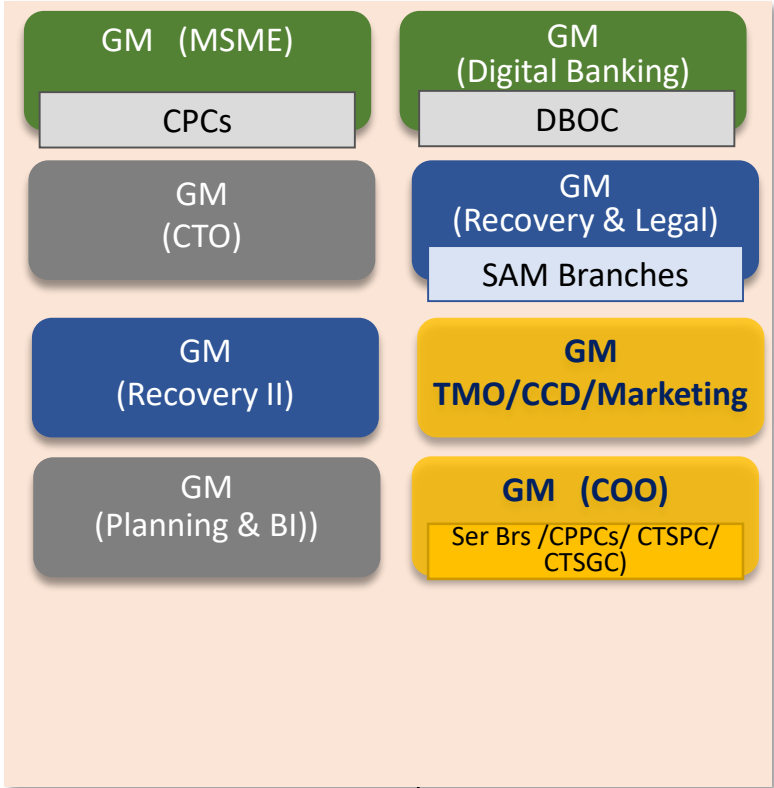 GM (MSME)
CPCs
GM
(Digital Banking)
DBOC
GM
(CTO)
GM
(Recovery & Legal)
SAM Branches
GM
(Recovery II)
GM
TMO/CCD/Marketing
GM
(Planning & BI))
GM (COO)
Ser Brs /CPPCs/ CTSPC/
CTSGC)